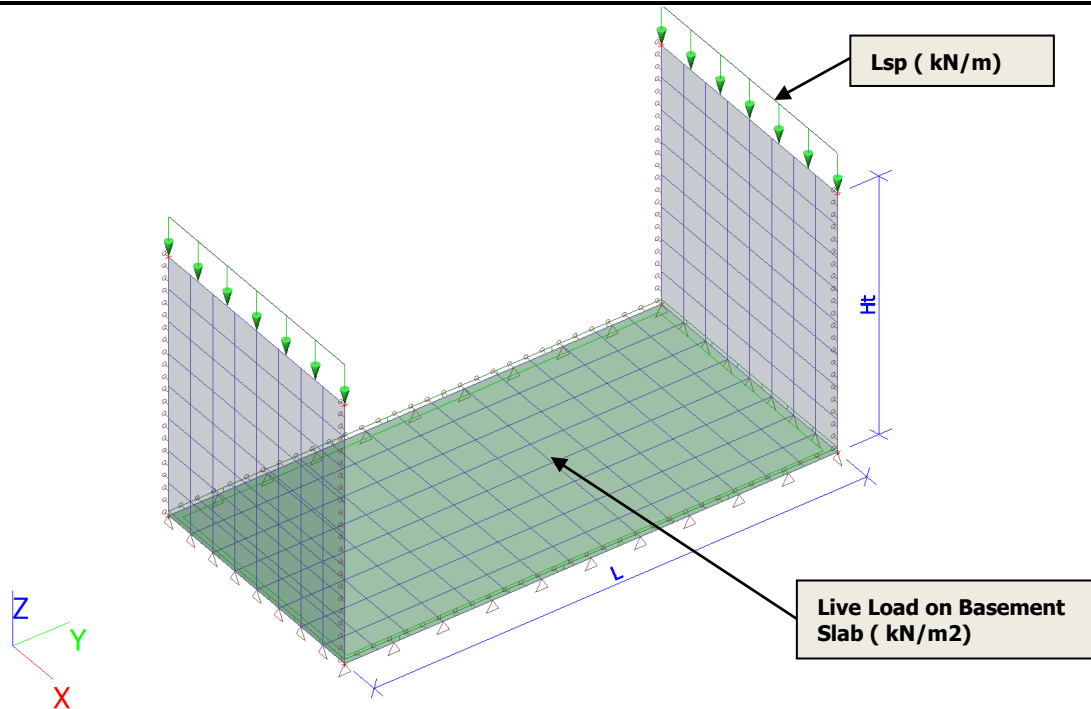 Lsp ( kN/m)
Ht
L
Live Load on Basement
Slab ( kN/m2)
Z
Y
X